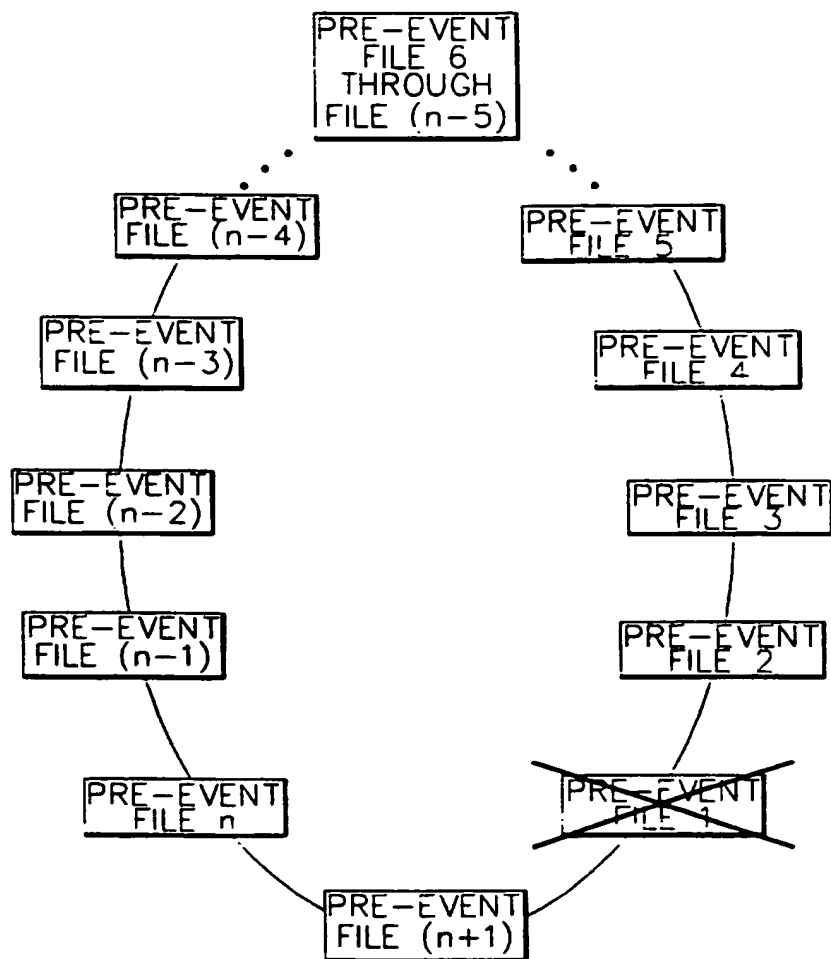 PRE-EVENT
FILE 6
THROUGH
FILE (n-5)
PRE-EVENT
FILE (n-4)
PRE-EVENT
FILE 5
PRE-EVENT
FILE (n-3)
PRE-EVENT
FILE 4
PRE-EVENT
FILE (n-2)
PRE-EVENT
FILE 3
PRE-EVENT
FILE (n-1)
PRE-EVENT
FILE 2
PRE-EVENT
FILE n
PRE-EVENT
FILE 1
PRE-EVENT
FILE (n+1)